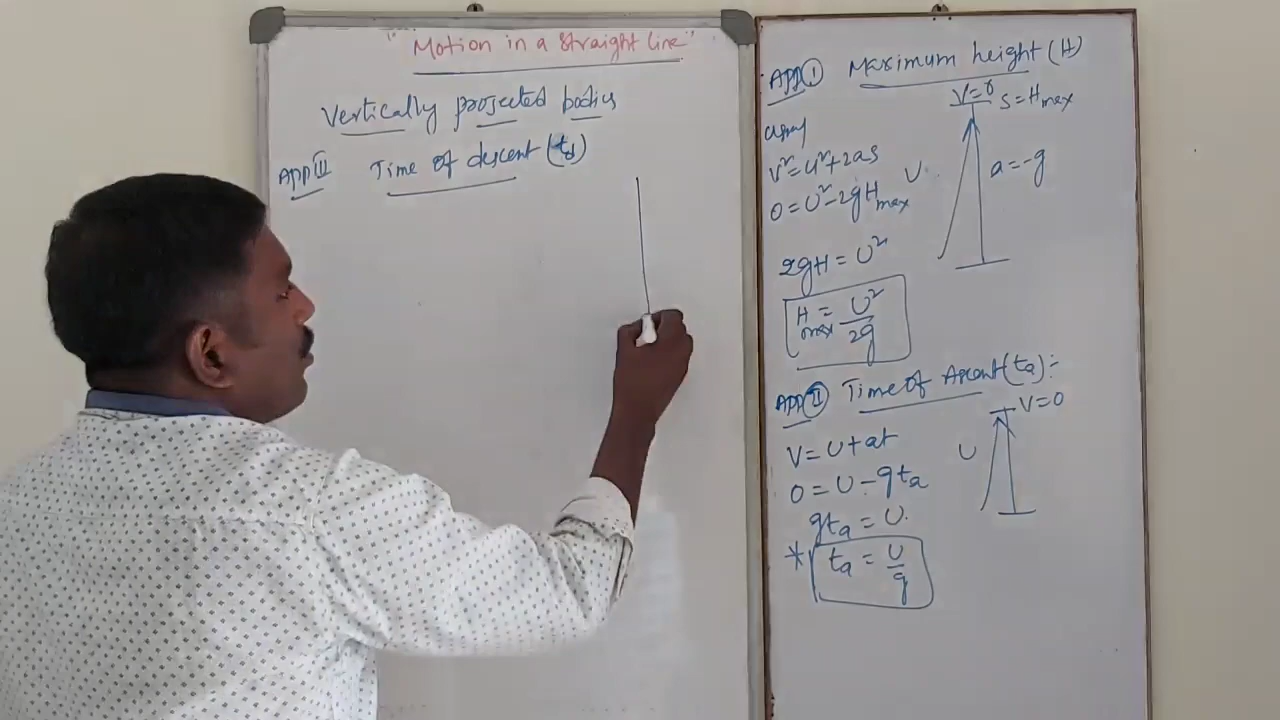 "Motion in a straight line"
Vertically projected bodies
APP III Time of descent (td)
APP I Maximum height (H)
V=0 S=Hmax
V²=U²+2aS
0=U²-2gHmax
U
a=-g
2gH=U²
Hmax=U²/2g
APP II Time of Ascent (ta):-
V=0
V=U+at
U
0=U-gta
gta=U.
* ta=U/g